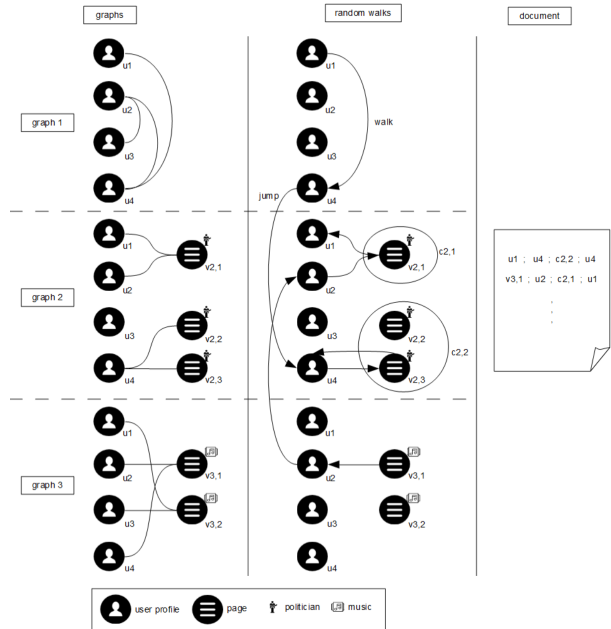 graphs
random walks
document
u1
u2
graph 1
u3
u4
walk
jump
u1
u2
u3
u4
u1
v2,1
u2
graph 2
u3
v2,2
u4
v2,3
u1
v2,1
c2,1
u2
u3
v2,2
c2,2
u4
v2,3
u1 ; u4 ; c2,2 ; u4
v3,1 ; u2 ; c2,1 ; u1
.
.
.
u1
u2
v3,1
graph 3
u3
v3,2
u4
u1
u2
v3,1
u3
v3,2
u4
user profile
page
politician
music